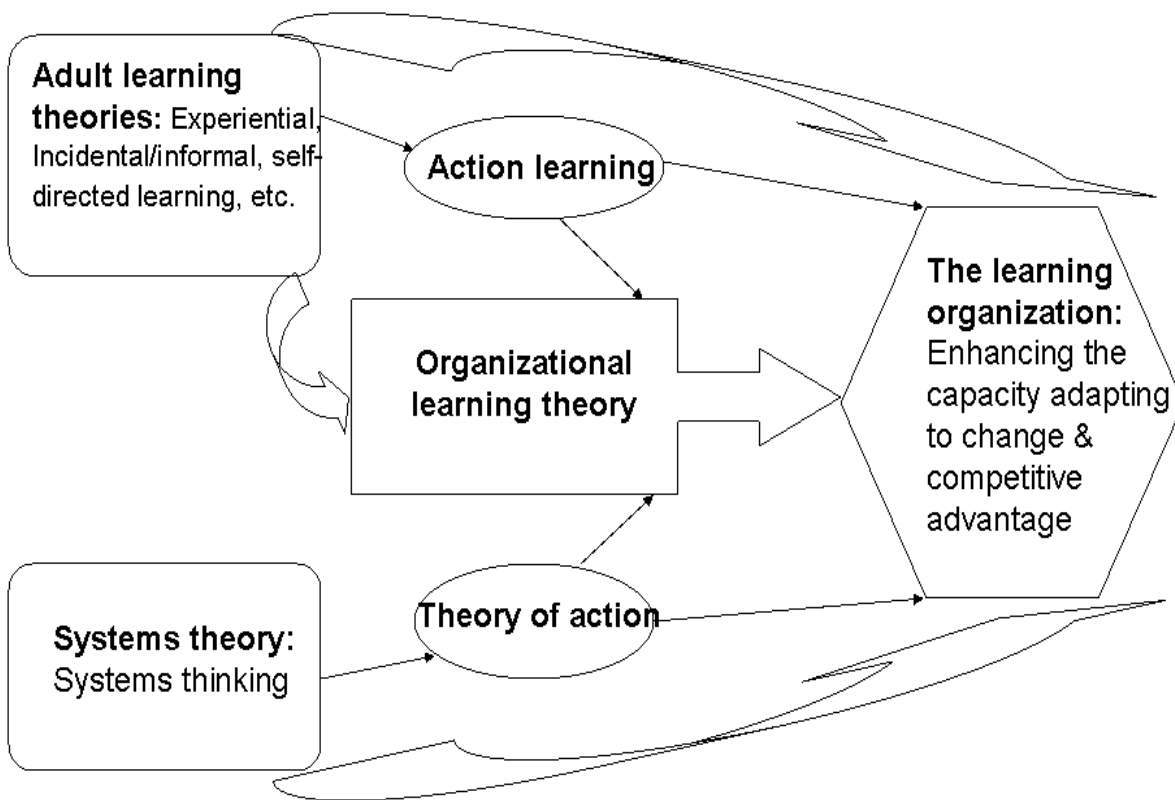 Adult learning
theories: Experiential,
Incidental/informal, self-
directed learning, etc.
Action learning
Organizational
learning theory
The learning
organization:
Enhancing the
capacity adapting
to change &
competitive
advantage
Systems theory:
Systems thinking
Theory of action